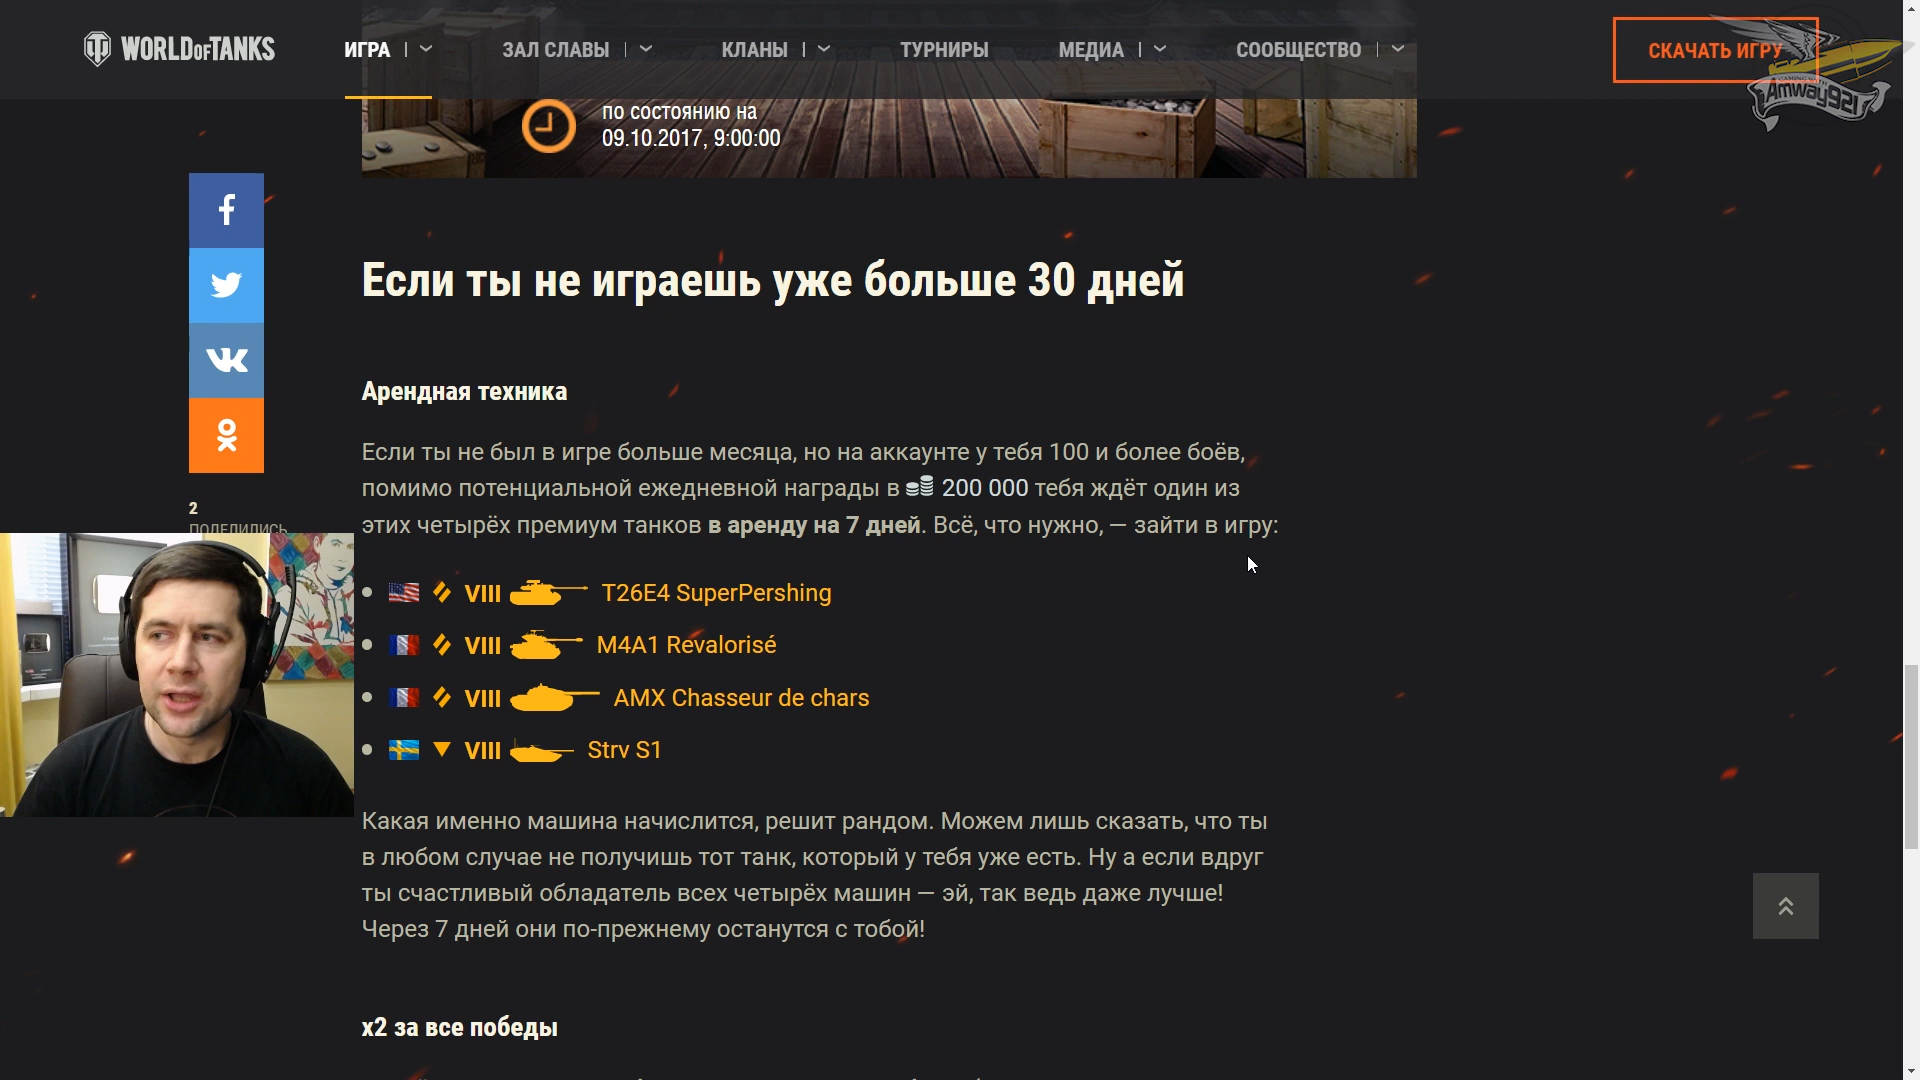 WORLD OF TANKS
ИГРА
ЗАЛ СЛАВЫ
КЛАНЫ
ТУРНИРЫ
МЕДИА
СООБЩЕСТВО
СКАЧАТЬ ИГРУ
Amway921
по состоянию на
09.10.2017, 9:00:00
Если ты не играешь уже больше 30 дней
Арендная техника
Если ты не был в игре больше месяца, но на аккаунте у тебя 100 и более боёв,
помимо потенциальной ежедневной награды в 200 000 тебя ждёт один из
этих четырёх премиум танков в аренду на 7 дней. Всё, что нужно, — зайти в игру:
VIII T26E4 SuperPershing
VIII M4A1 Revalorisé
VIII AMX Chasseur de chars
VIII Strv S1
Какая именно машина начислится, решит рандом. Можем лишь сказать, что ты
в любом случае не получишь тот танк, который у тебя уже есть. Ну а если вдруг
ты счастливый обладатель всех четырёх машин — эй, так ведь даже лучше!
Через 7 дней они по-прежнему останутся с тобой!
x2 за все победы
2
ПОДЕЛИЛИСЬ